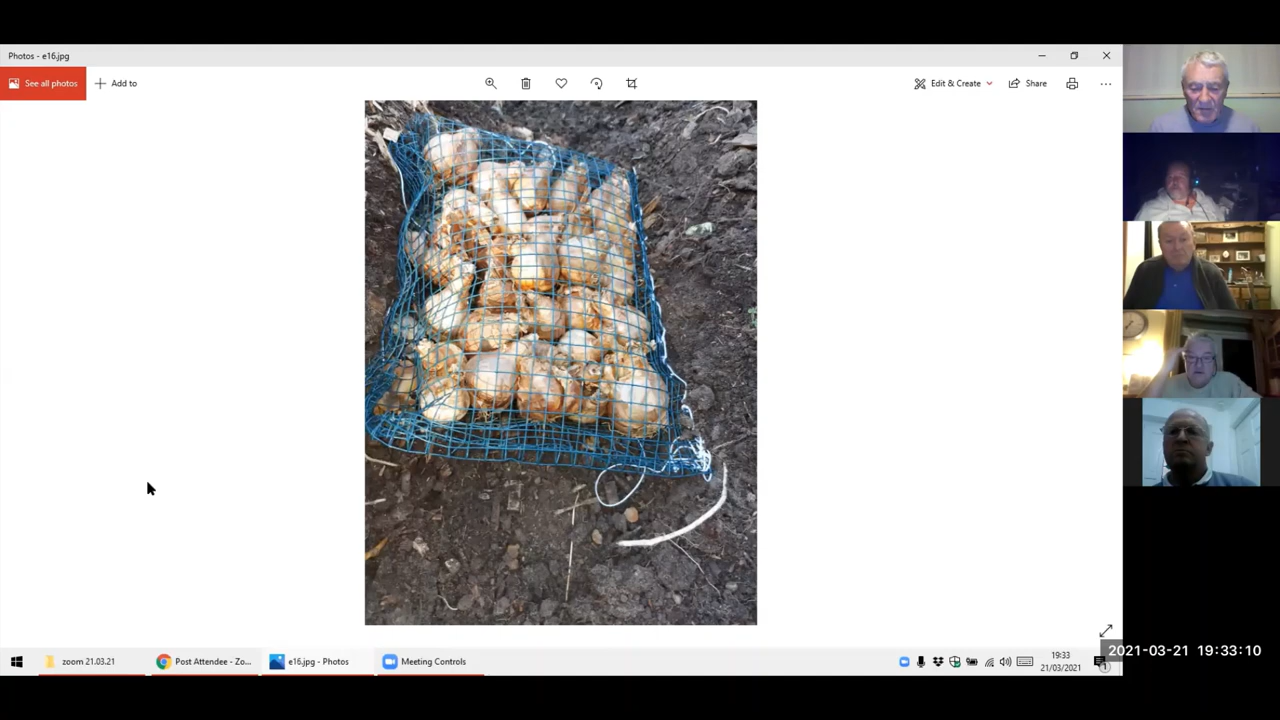 Photos - e16.jpg
See all photos
Add to
Edit & Create
Share
zoom 21.03.21
Post Attendee - Zo...
e16.jpg - Photos
Meeting Controls
19:33
21/03/2021
1
2021-03-21 19:33:10